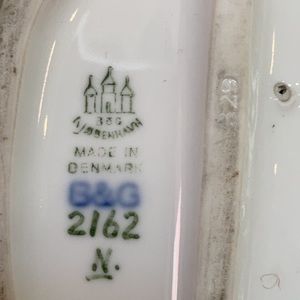 B&G
KJØBENHAVN
MADE IN
DENMARK
B&G
2162
N.